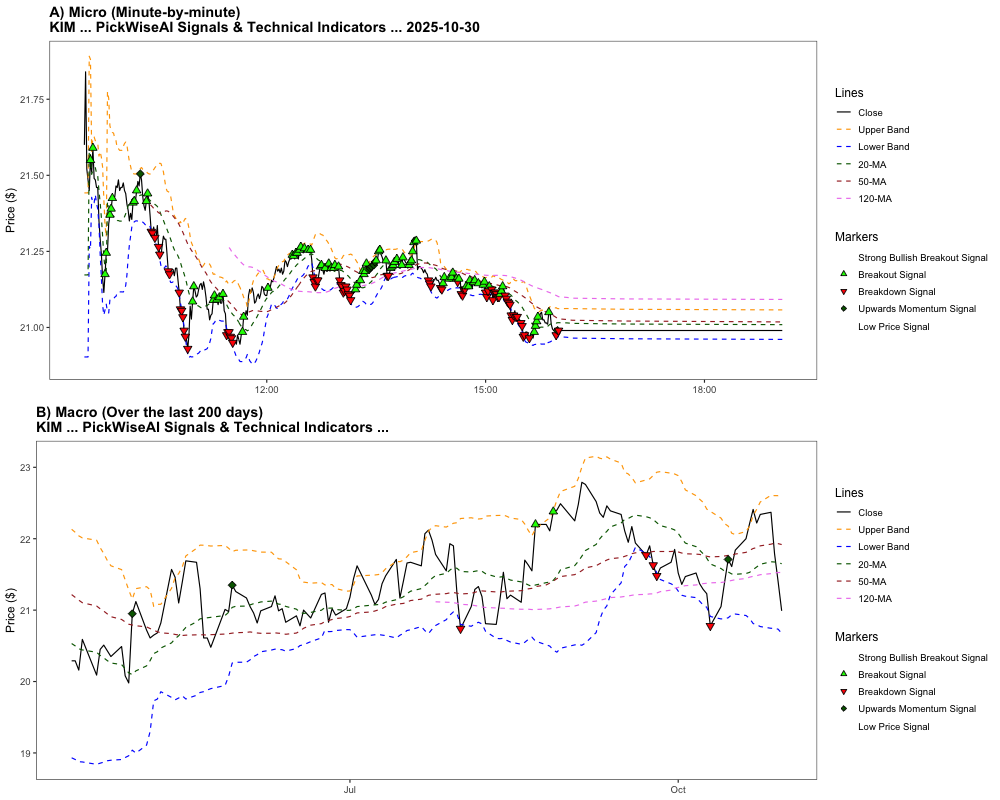 A) Micro (Minute-by-minute)
KIM ... PickWiseAI Signals & Technical Indicators ... 2025-10-30
Price ($)
21.75
21.50
21.25
21.00
12:00
15:00
18:00
Lines
Close
Upper Band
Lower Band
20-MA
50-MA
120-MA
Markers
Strong Bullish Breakout Signal
Breakout Signal
Breakdown Signal
Upwards Momentum Signal
Low Price Signal
B) Macro (Over the last 200 days)
KIM ... PickWiseAI Signals & Technical Indicators ...
Price ($)
23
22
21
20
19
Jul
Oct
Lines
Close
Upper Band
Lower Band
20-MA
50-MA
120-MA
Markers
Strong Bullish Breakout Signal
Breakout Signal
Breakdown Signal
Upwards Momentum Signal
Low Price Signal